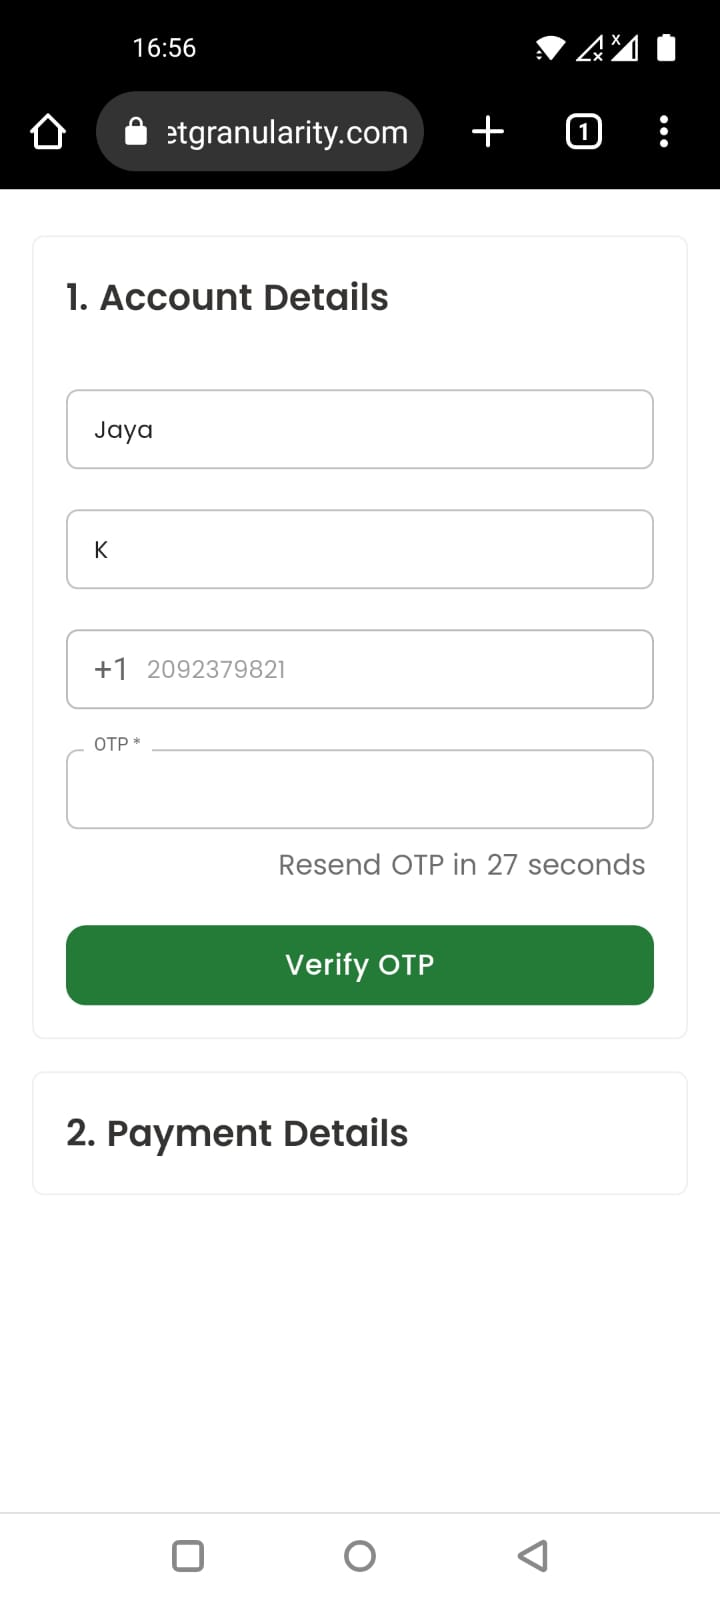 16:56
etgranularity.com
1
1. Account Details
Jaya
K
+1 2092379821
OTP *
Resend OTP in 27 seconds
Verify OTP
2. Payment Details